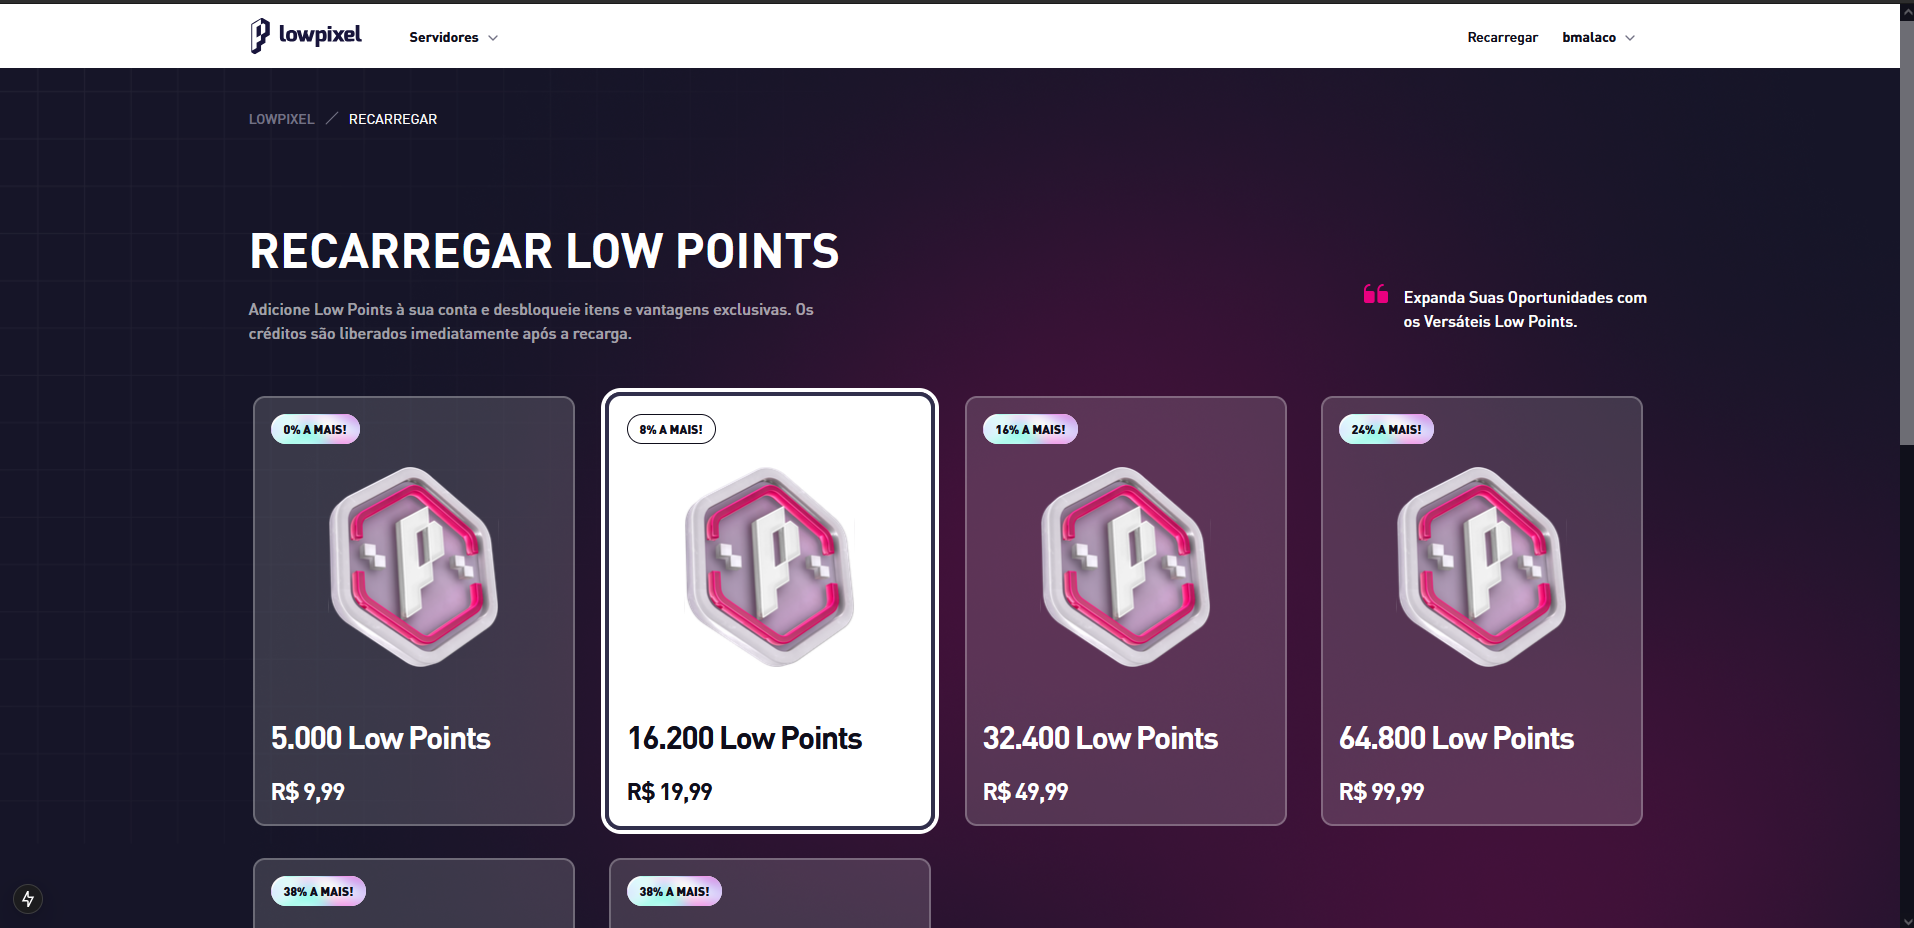 lowpixel
Servidores
Recarregar
bmalaco
LOWPIXEL / RECARREGAR
RECARREGAR LOW POINTS
Adicione Low Points à sua conta e desbloqueie itens e vantagens exclusivas. Os
créditos são liberados imediatamente após a recarga.
Expanda Suas Oportunidades com
os Versáteis Low Points.
0% A MAIS!
5.000 Low Points
R$ 9,99
8% A MAIS!
16.200 Low Points
R$ 19,99
16% A MAIS!
32.400 Low Points
R$ 49,99
24% A MAIS!
64.800 Low Points
R$ 99,99
38% A MAIS!
38% A MAIS!